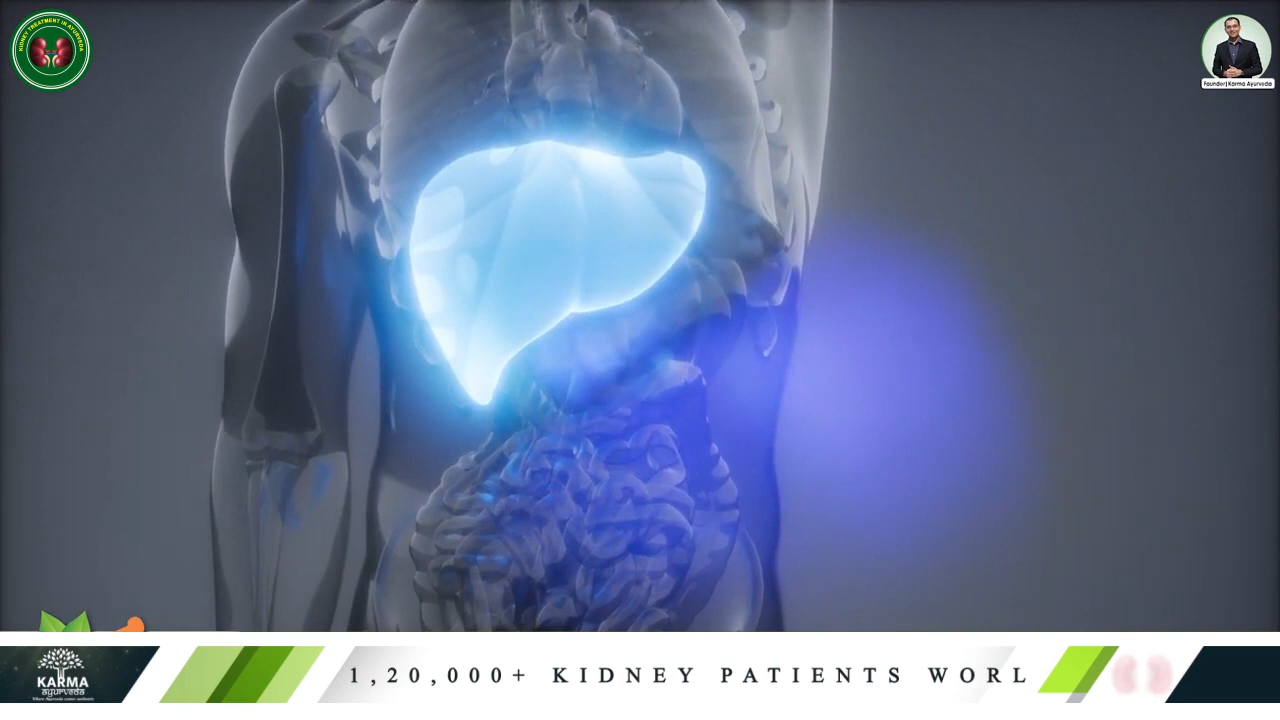 KIDNEY TREATMENT IN AYURVEDA
Founder|Karma Ayurveda
KARMA
ayurveda
1,20,000+ KIDNEY PATIENTS WORL